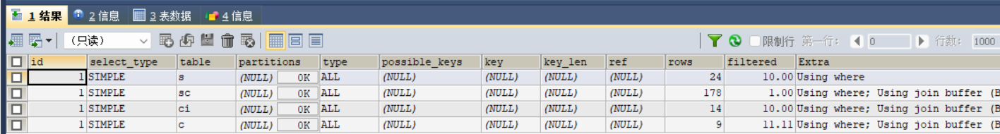 1 结果 2 信息 3 表数据 4 信息
(只读) 限制行 第一行: 0 行数: 1000
id select_type table partitions type possible_keys key key_len ref rows filtered Extra
1 SIMPLE s (NULL) 0K ALL (NULL) (NULL) (NULL) (NULL) 24 10.00 Using where
1 SIMPLE sc (NULL) 0K ALL (NULL) (NULL) (NULL) (NULL) 178 1.00 Using where; Using join buffer (B
1 SIMPLE ci (NULL) 0K ALL (NULL) (NULL) (NULL) (NULL) 14 10.00 Using where; Using join buffer (B
1 SIMPLE c (NULL) 0K ALL (NULL) (NULL) (NULL) (NULL) 9 11.11 Using where; Using join buffer (B